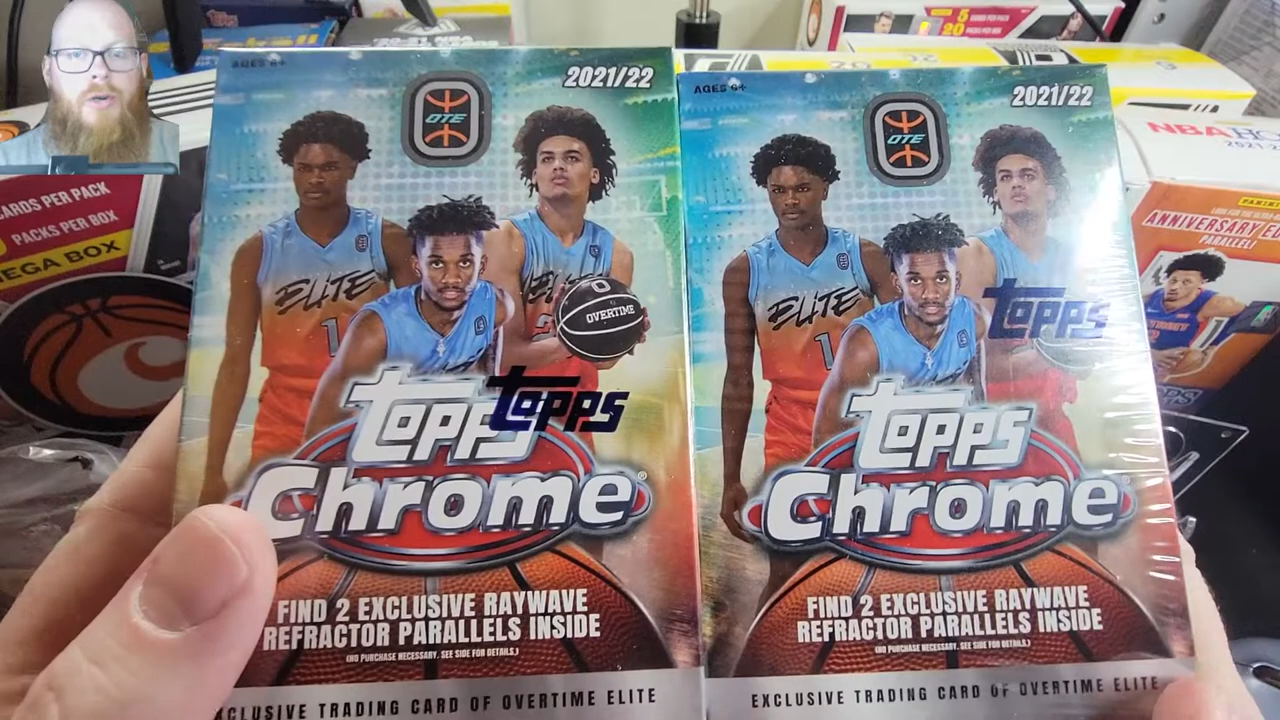 AGES 6+
2021/22
OTE
ELITE
1
OVERTIME
topps
topps
Chrome®
FIND 2 EXCLUSIVE RAYWAVE
REFRACTOR PARALLELS INSIDE
(NO PURCHASE NECESSARY. SEE SIDE FOR DETAILS.)
EXCLUSIVE TRADING CARD OF OVERTIME ELITE
AGES 6+
2021/22
OTE
ELITE
1
topps
topps
Chrome®
FIND 2 EXCLUSIVE RAYWAVE
REFRACTOR PARALLELS INSIDE
(NO PURCHASE NECESSARY. SEE SIDE FOR DETAILS.)
EXCLUSIVE TRADING CARD OF OVERTIME ELITE
CARDS PER PACK
PACKS PER BOX
MEGA BOX
topps
5 CARDS PER PACK
20 PACKS PER BOX
NBA
PANINI
ANNIVERSARY
PARALLEL!